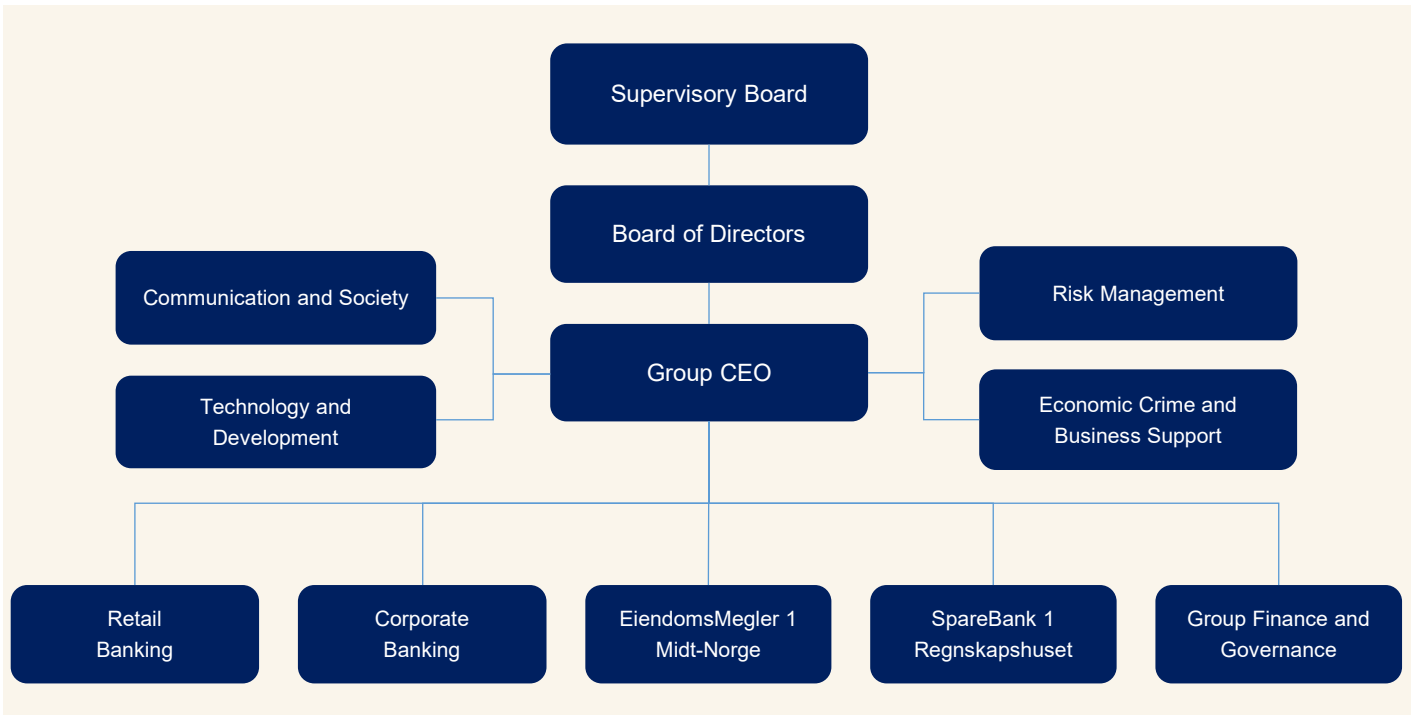 Supervisory Board
Board of Directors
Communication and Society
Risk Management
Group CEO
Technology and
Development
Economic Crime and
Business Support
Retail
Banking
Corporate
Banking
EiendomsMegler 1
Midt-Norge
SpareBank 1
Regnskapshuset
Group Finance and
Governance